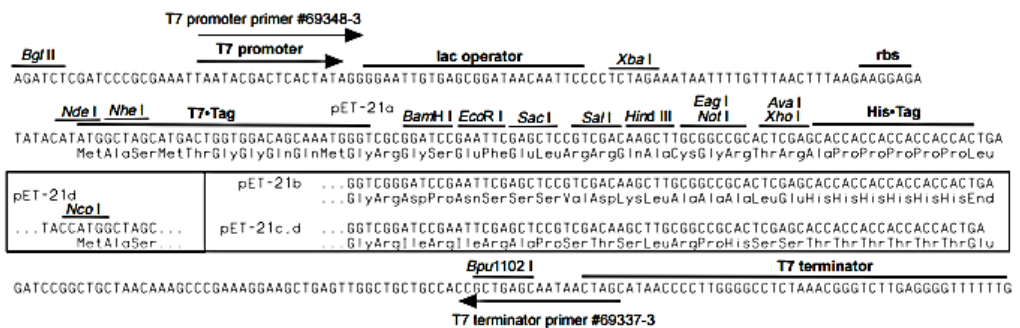 T7 promoter primer #69348-3
Bgl II T7 promoter lac operator Xba I rbs
AGATCTCGATCCCGCGAAATTAATACGACTCACTATAGGGGAATTGTGAGCGGATAACAATTCCCCTCTAGAAATAATTTTGTTTAACTTTAAGAAGGAGA
Nde I Nhe I T7•Tag pET-21a BamH I EcoR I Sac I Sal I Hind III Eag I Not I Ava I Xho I His•Tag
TATACATATGGCTAGCATGACTGGTGGACAGCAAATGGGTCGCGGATCCGAATTCGAGCTCCGTCGACAAGCTTGCGGCCGCACTCGAGCACCACCACCACCACCACTGA
MetAlaSerMetThrGlyGlyGlnGlnMetGlyArgGlySerGluPheGluLeuArgArgGlnAlaCysGlyArgThrArgAlaProProProProProLeu
pET-21b ...GGTCGGGATCCGAATTCGAGCTCCGTCGACAAGCTTGCGGCCGCACTCGAGCACCACCACCACCACCACTGA
...GlyArgAspProAsnSerSerSerValAspLysLeuAlaAlaAlaLeuGluHisHisHisHisHisHisEnd
pET-21d
Nco I
...TACCATGGCTAGC...
MetAlaSer...
pET-21c,d ...GGTCGGATCCGAATTCGAGCTCCGTCGACAAGCTTGCGGCCGCACTCGAGCACCACCACCACCACCACTGA
...GlyArgIleArgIleArgAlaProSerThrSerLeuArgProHisSerSerThrThrThrThrThrThrGlu
Bpu1102 I T7 terminator
GATCCGGCTGCTAACAAAGCCCGAAAGGAAGCTGAGTTGGCTGCTGCCACCGCTGAGCAATAACTAGCATAACCCCTTGGGGCCTCTAAACGGGTCTTGAGGGGTTTTTTG
T7 terminator primer #69337-3